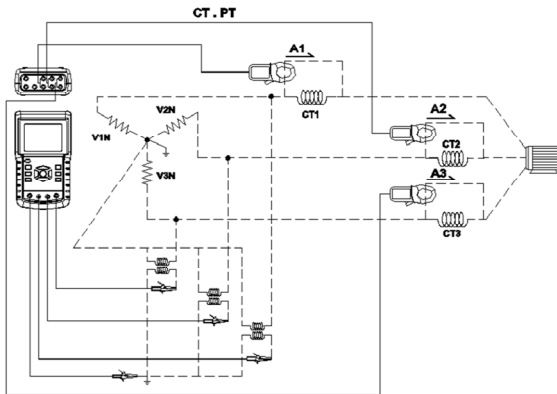 CT . PT
A1
CT1
V1N
V2N
A2
CT2
V3N
A3
CT3